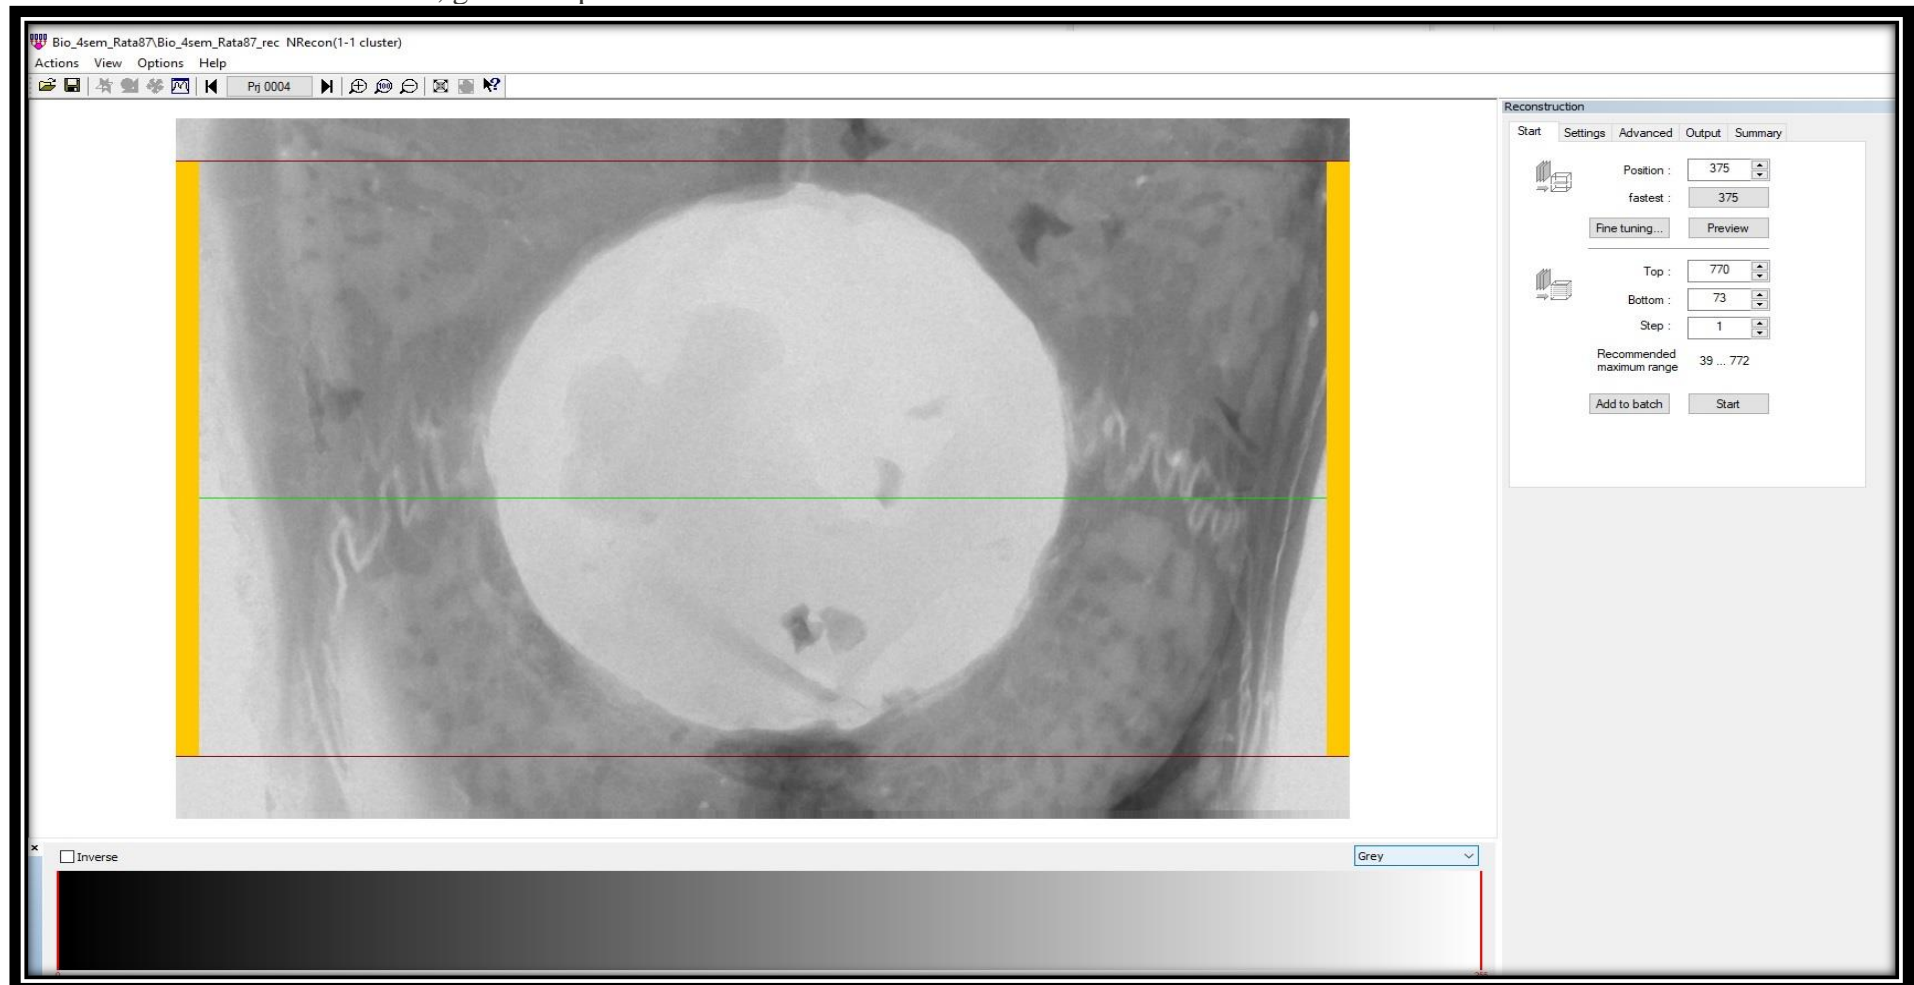 Bio_4sem_Rata87\Bio_4sem_Rata87_rec NRecon(1-1 cluster)
Actions View Options Help
Prj 0004
100
Reconstruction
Start Settings Advanced Output Summary
Position : 375
fastest : 375
Fine tuning... Preview
Top : 770
Bottom : 73
Step : 1
Recommended
maximum range 39 ... 772
Add to batch Start
Inverse
Grey